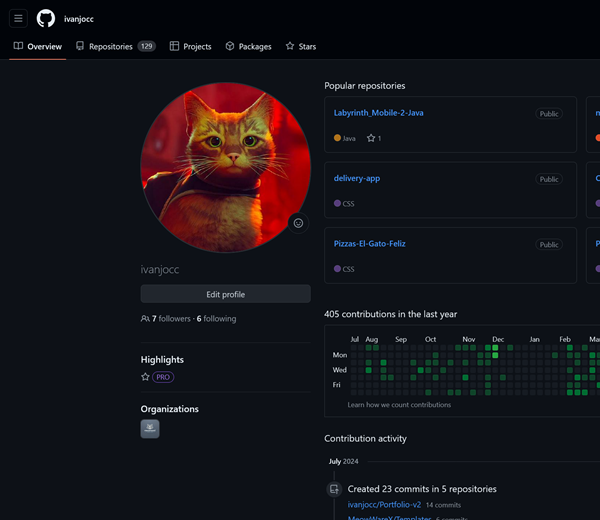 ivanjocc
Overview
Repositories 129
Projects
Packages
Stars
ivanjocc
Edit profile
7 followers · 6 following
Highlights
PRO
Organizations
Popular repositories
Labyrinth_Mobile-2-Java Public
Java 1
delivery-app Public
CSS
Pizzas-El-Gato-Feliz Public
CSS
405 contributions in the last year
Jul Aug Sep Oct Nov Dec Jan Feb Mar
Mon
Wed
Fri
Learn how we count contributions
Contribution activity
July 2024
Created 23 commits in 5 repositories
ivanjocc/Portfolio-v2 14 commits
MeowWareX/Templates 6 commits